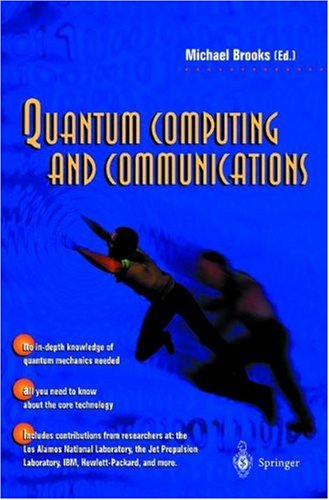 Michael Brooks (Ed.)
QUANTUM COMPUTING
AND COMMUNICATIONS
No in-depth knowledge of
quantum mechanics needed
all you need to know
about the core technology
Includes contributions from researchers at: the
Los Alamos National Laboratory, the Jet Propulsion
Laboratory, IBM, Hewlett-Packard, and more.
Springer